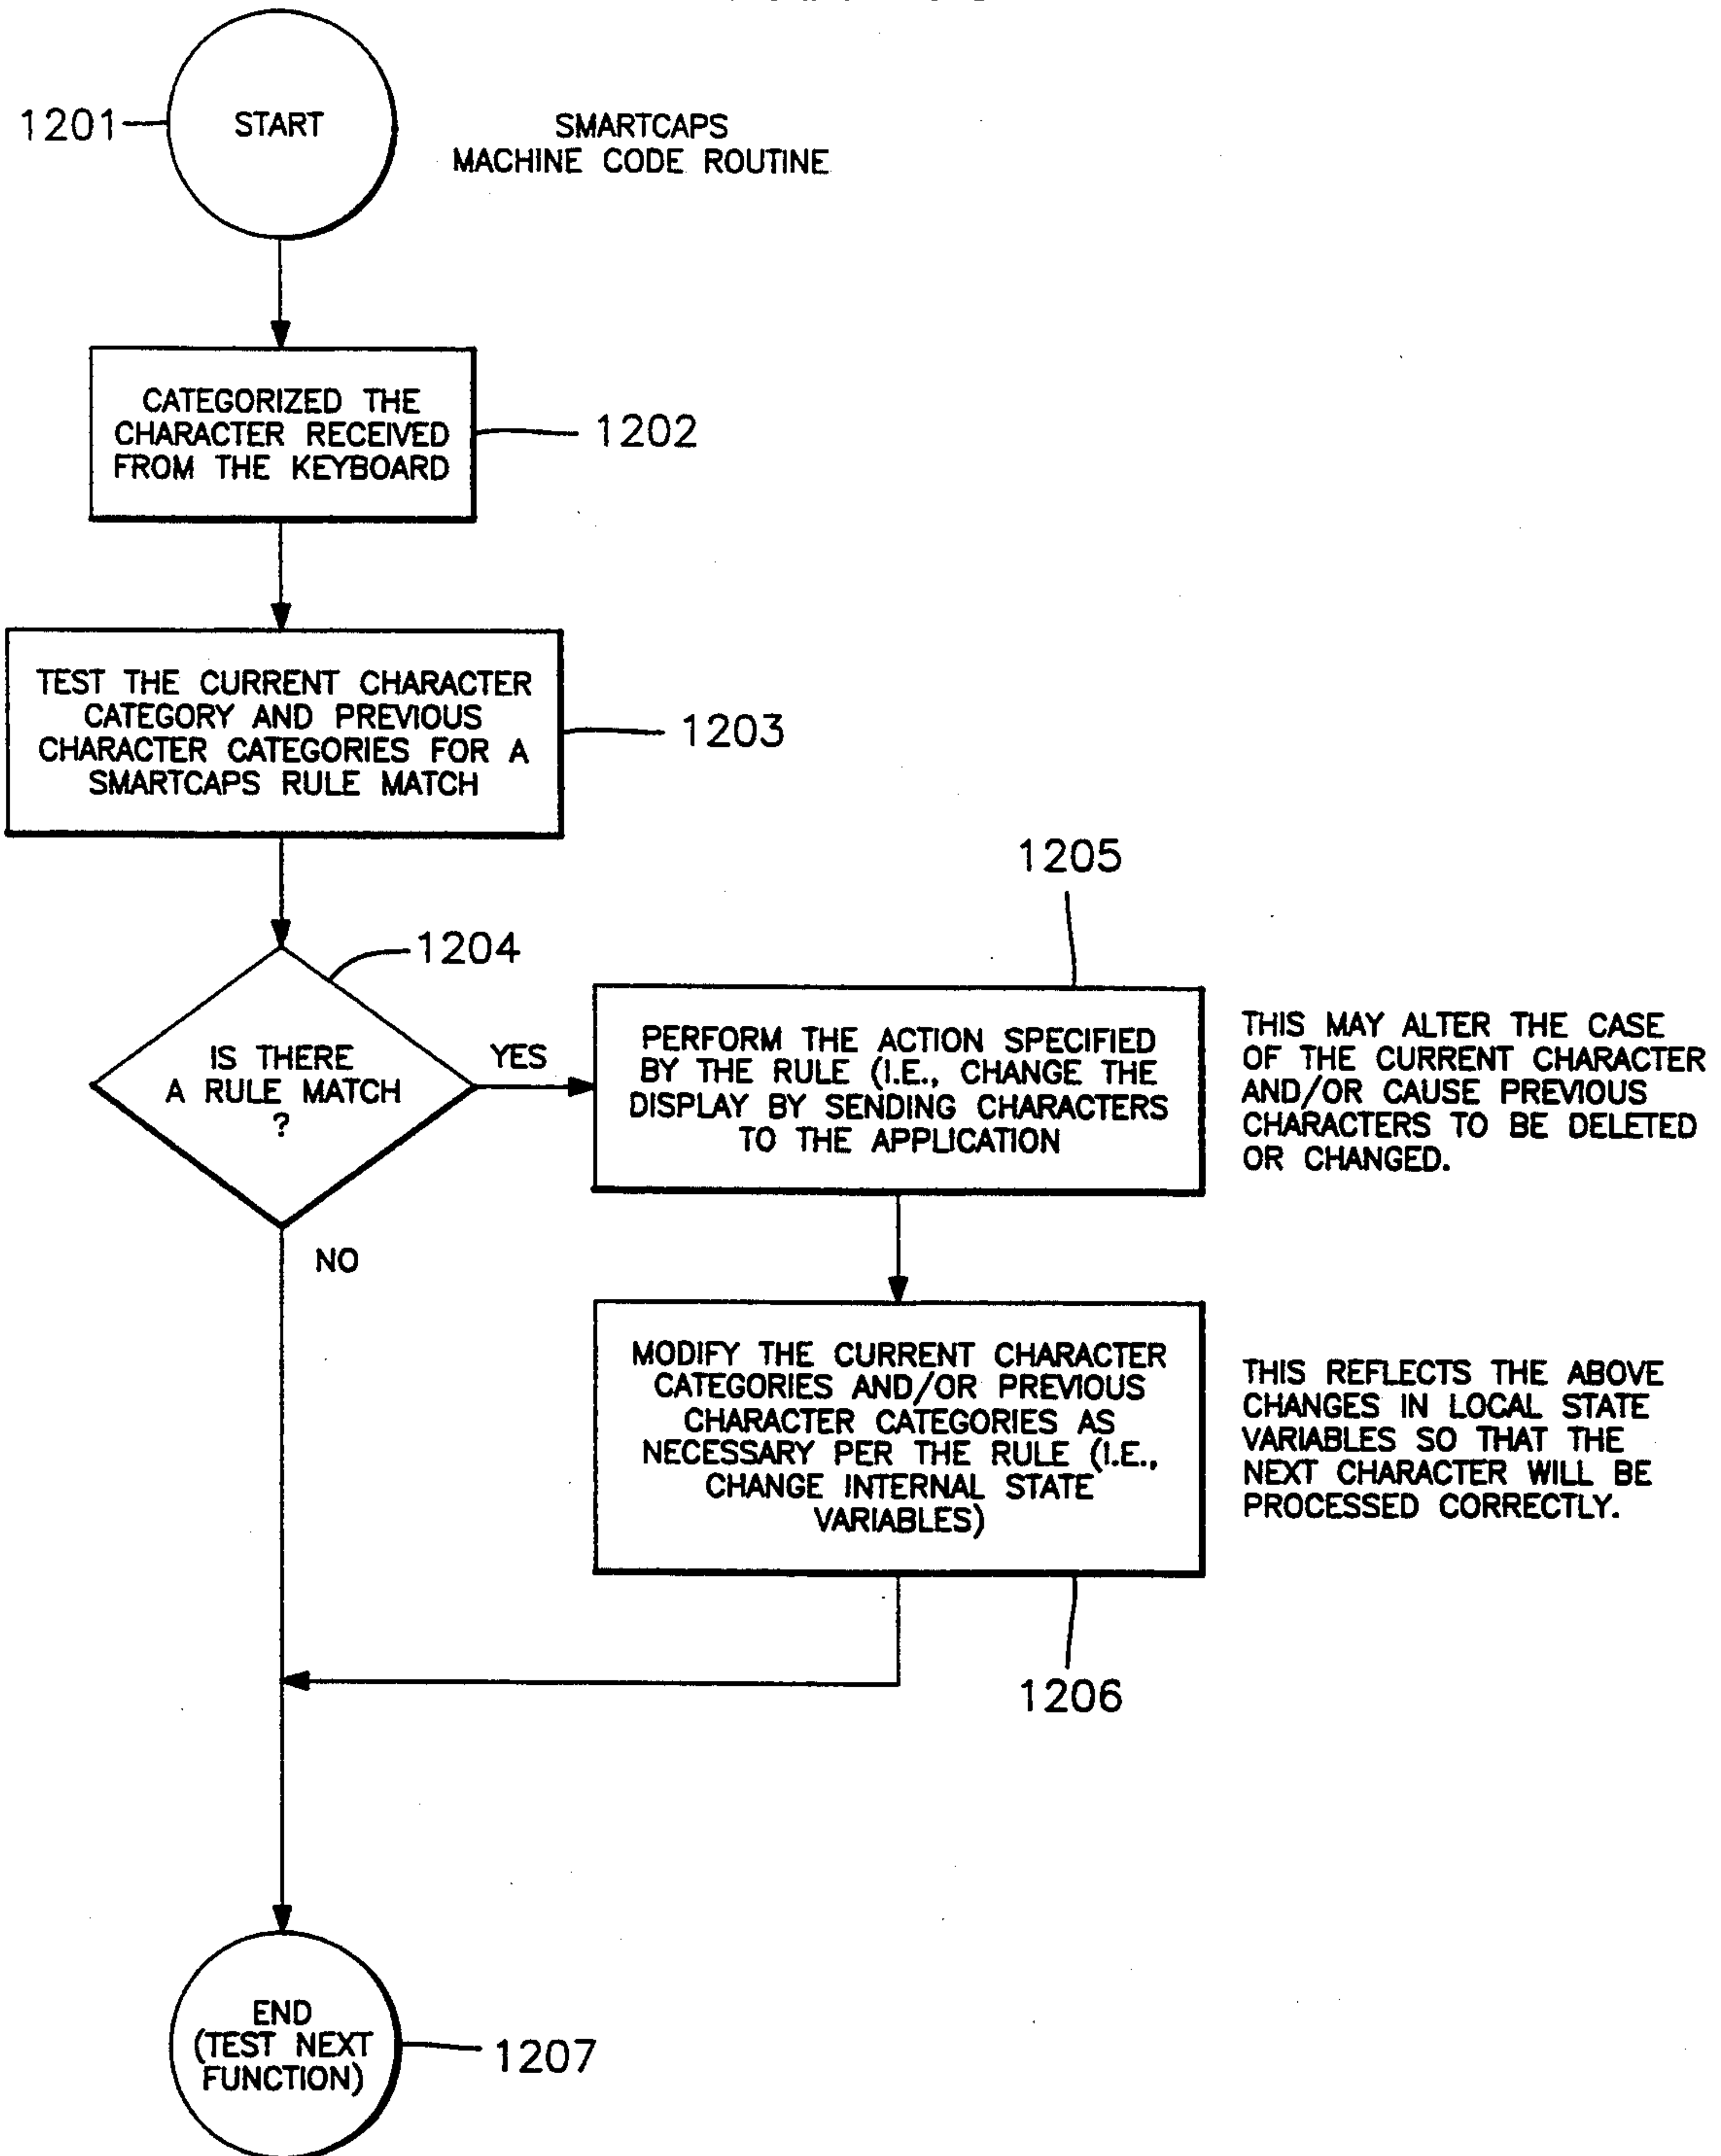 1201
START
SMARTCAPS
MACHINE CODE ROUTINE
CATEGORIZED THE
CHARACTER RECEIVED
FROM THE KEYBOARD
1202
TEST THE CURRENT CHARACTER
CATEGORY AND PREVIOUS
CHARACTER CATEGORIES FOR A
SMARTCAPS RULE MATCH
1203
1204
IS THERE
A RULE MATCH
?
YES
NO
1205
PERFORM THE ACTION SPECIFIED
BY THE RULE (I.E., CHANGE THE
DISPLAY BY SENDING CHARACTERS
TO THE APPLICATION
THIS MAY ALTER THE CASE
OF THE CURRENT CHARACTER
AND/OR CAUSE PREVIOUS
CHARACTERS TO BE DELETED
OR CHANGED.
MODIFY THE CURRENT CHARACTER
CATEGORIES AND/OR PREVIOUS
CHARACTER CATEGORIES AS
NECESSARY PER THE RULE (I.E.,
CHANGE INTERNAL STATE
VARIABLES)
THIS REFLECTS THE ABOVE
CHANGES IN LOCAL STATE
VARIABLES SO THAT THE
NEXT CHARACTER WILL BE
PROCESSED CORRECTLY.
1206
END
(TEST NEXT
FUNCTION)
1207